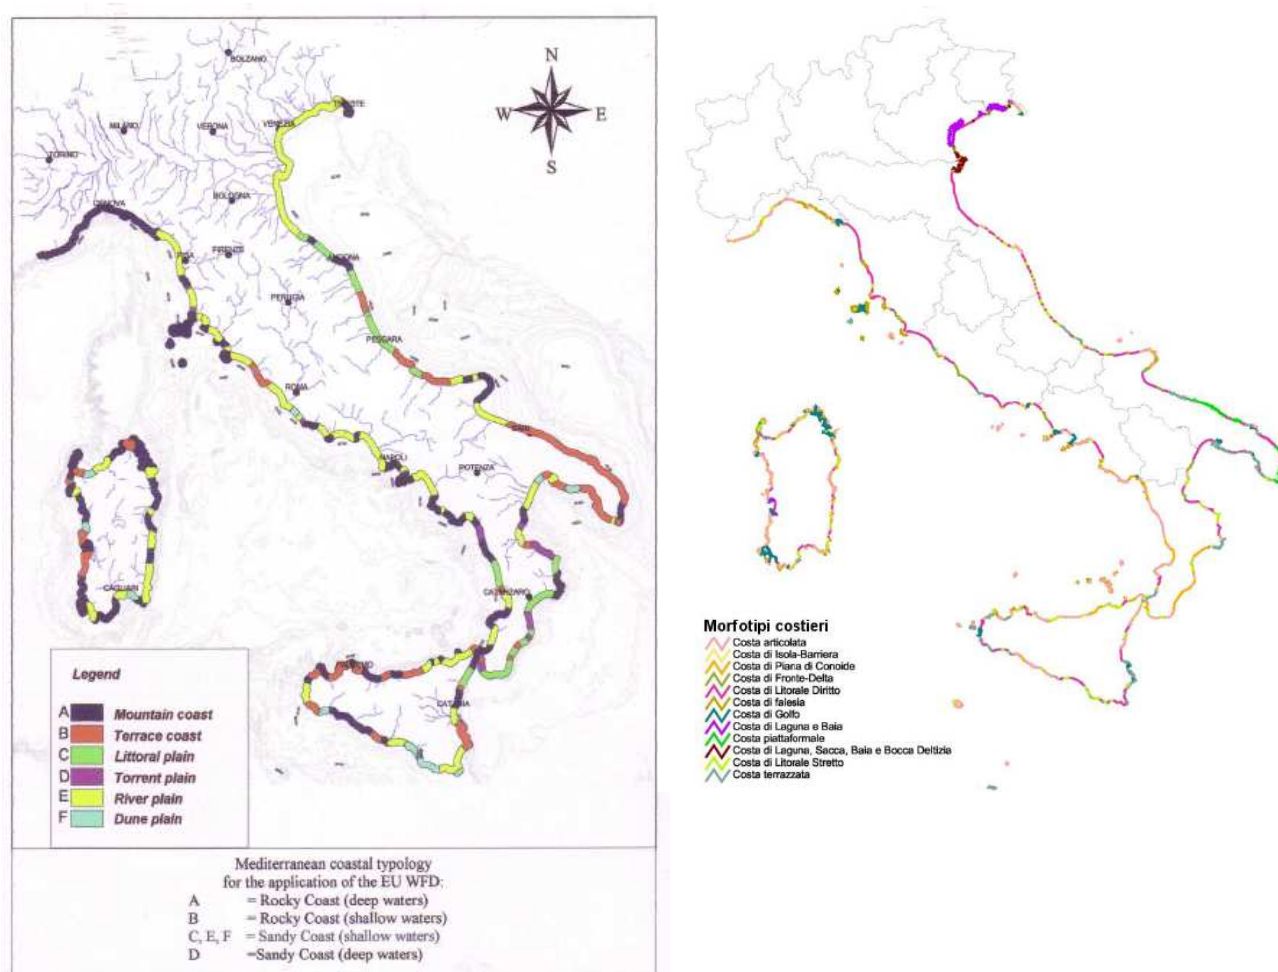 N
W E
S
BOLZANO
TRIESTE
MILANO
VERONA
VENEZIA
TORINO
BOLOGNA
GENOVA
PISA
FIRENZE
ANCONA
PERUGIA
PESCARA
ROMA
BARI
NAPOLI
POTENZA
CAGLIARI
CATANZARO
CATANIA
Legend
A Mountain coast
B Terrace coast
C Littoral plain
D Torrent plain
E River plain
F Dune plain
Mediterranean coastal typology
for the application of the EU WFD:
A = Rocky Coast (deep waters)
B = Rocky Coast (shallow waters)
C, E, F = Sandy Coast (shallow waters)
D =Sandy Coast (deep waters)
Morfotipi costieri
Costa articolata
Costa di Isola-Barriera
Costa di Piana di Conoide
Costa di Fronte-Delta
Costa di Litorale Diritto
Costa di falesia
Costa di Golfo
Costa di Laguna e Baia
Costa piattaformale
Costa di Laguna, Sacca, Baia e Bocca Deltizia
Costa di Litorale Stretto
Costa terrazzata